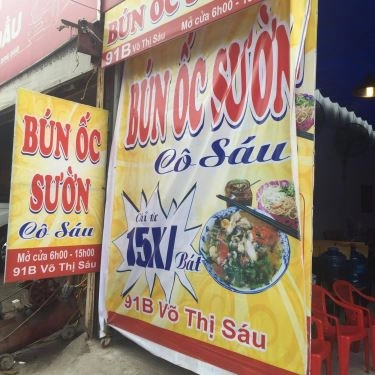 BÚN ỐC SƯỜN
Mở cửa 6h00 - 15h00
91B Võ Thị Sáu
BÚN ỐC
SƯỜN
Cô Sáu
Mở cửa 6h00 - 15h00
91B Võ Thị Sáu
BÚN ỐC SƯỜN
Cô Sáu
Chỉ từ
15K/
Bát
91B Võ Thị Sáu